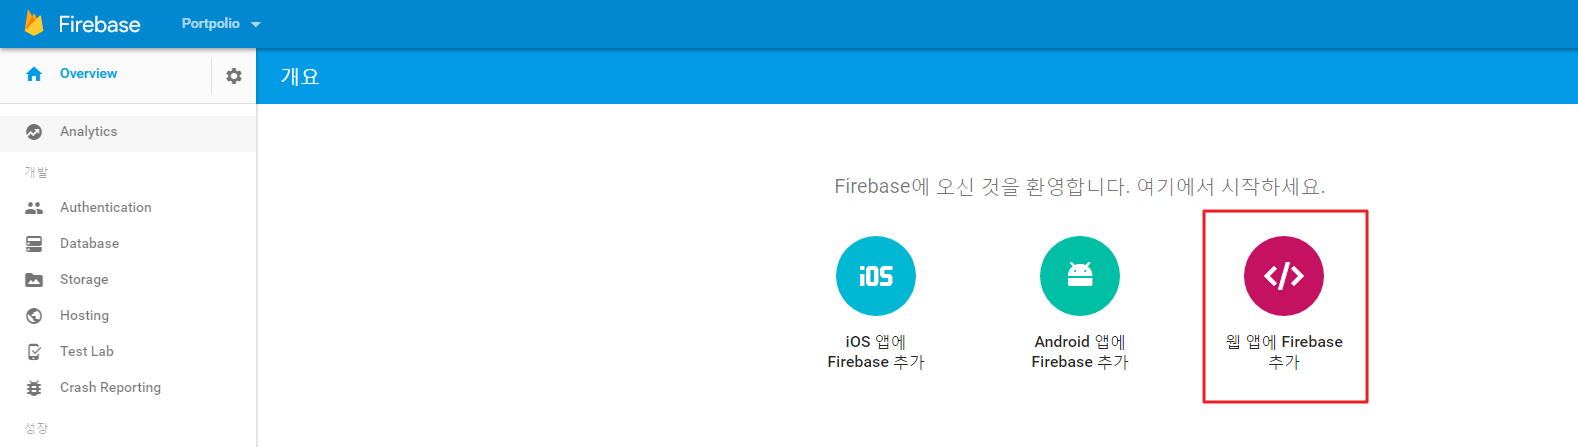 Firebase
Portpolio
Overview
개요
Analytics
개발
Authentication
Database
Storage
Hosting
Test Lab
Crash Reporting
성장
Firebase에 오신 것을 환영합니다. 여기에서 시작하세요.
iOS
</>
iOS 앱에
Firebase 추가
Android 앱에
Firebase 추가
웹 앱에 Firebase
추가